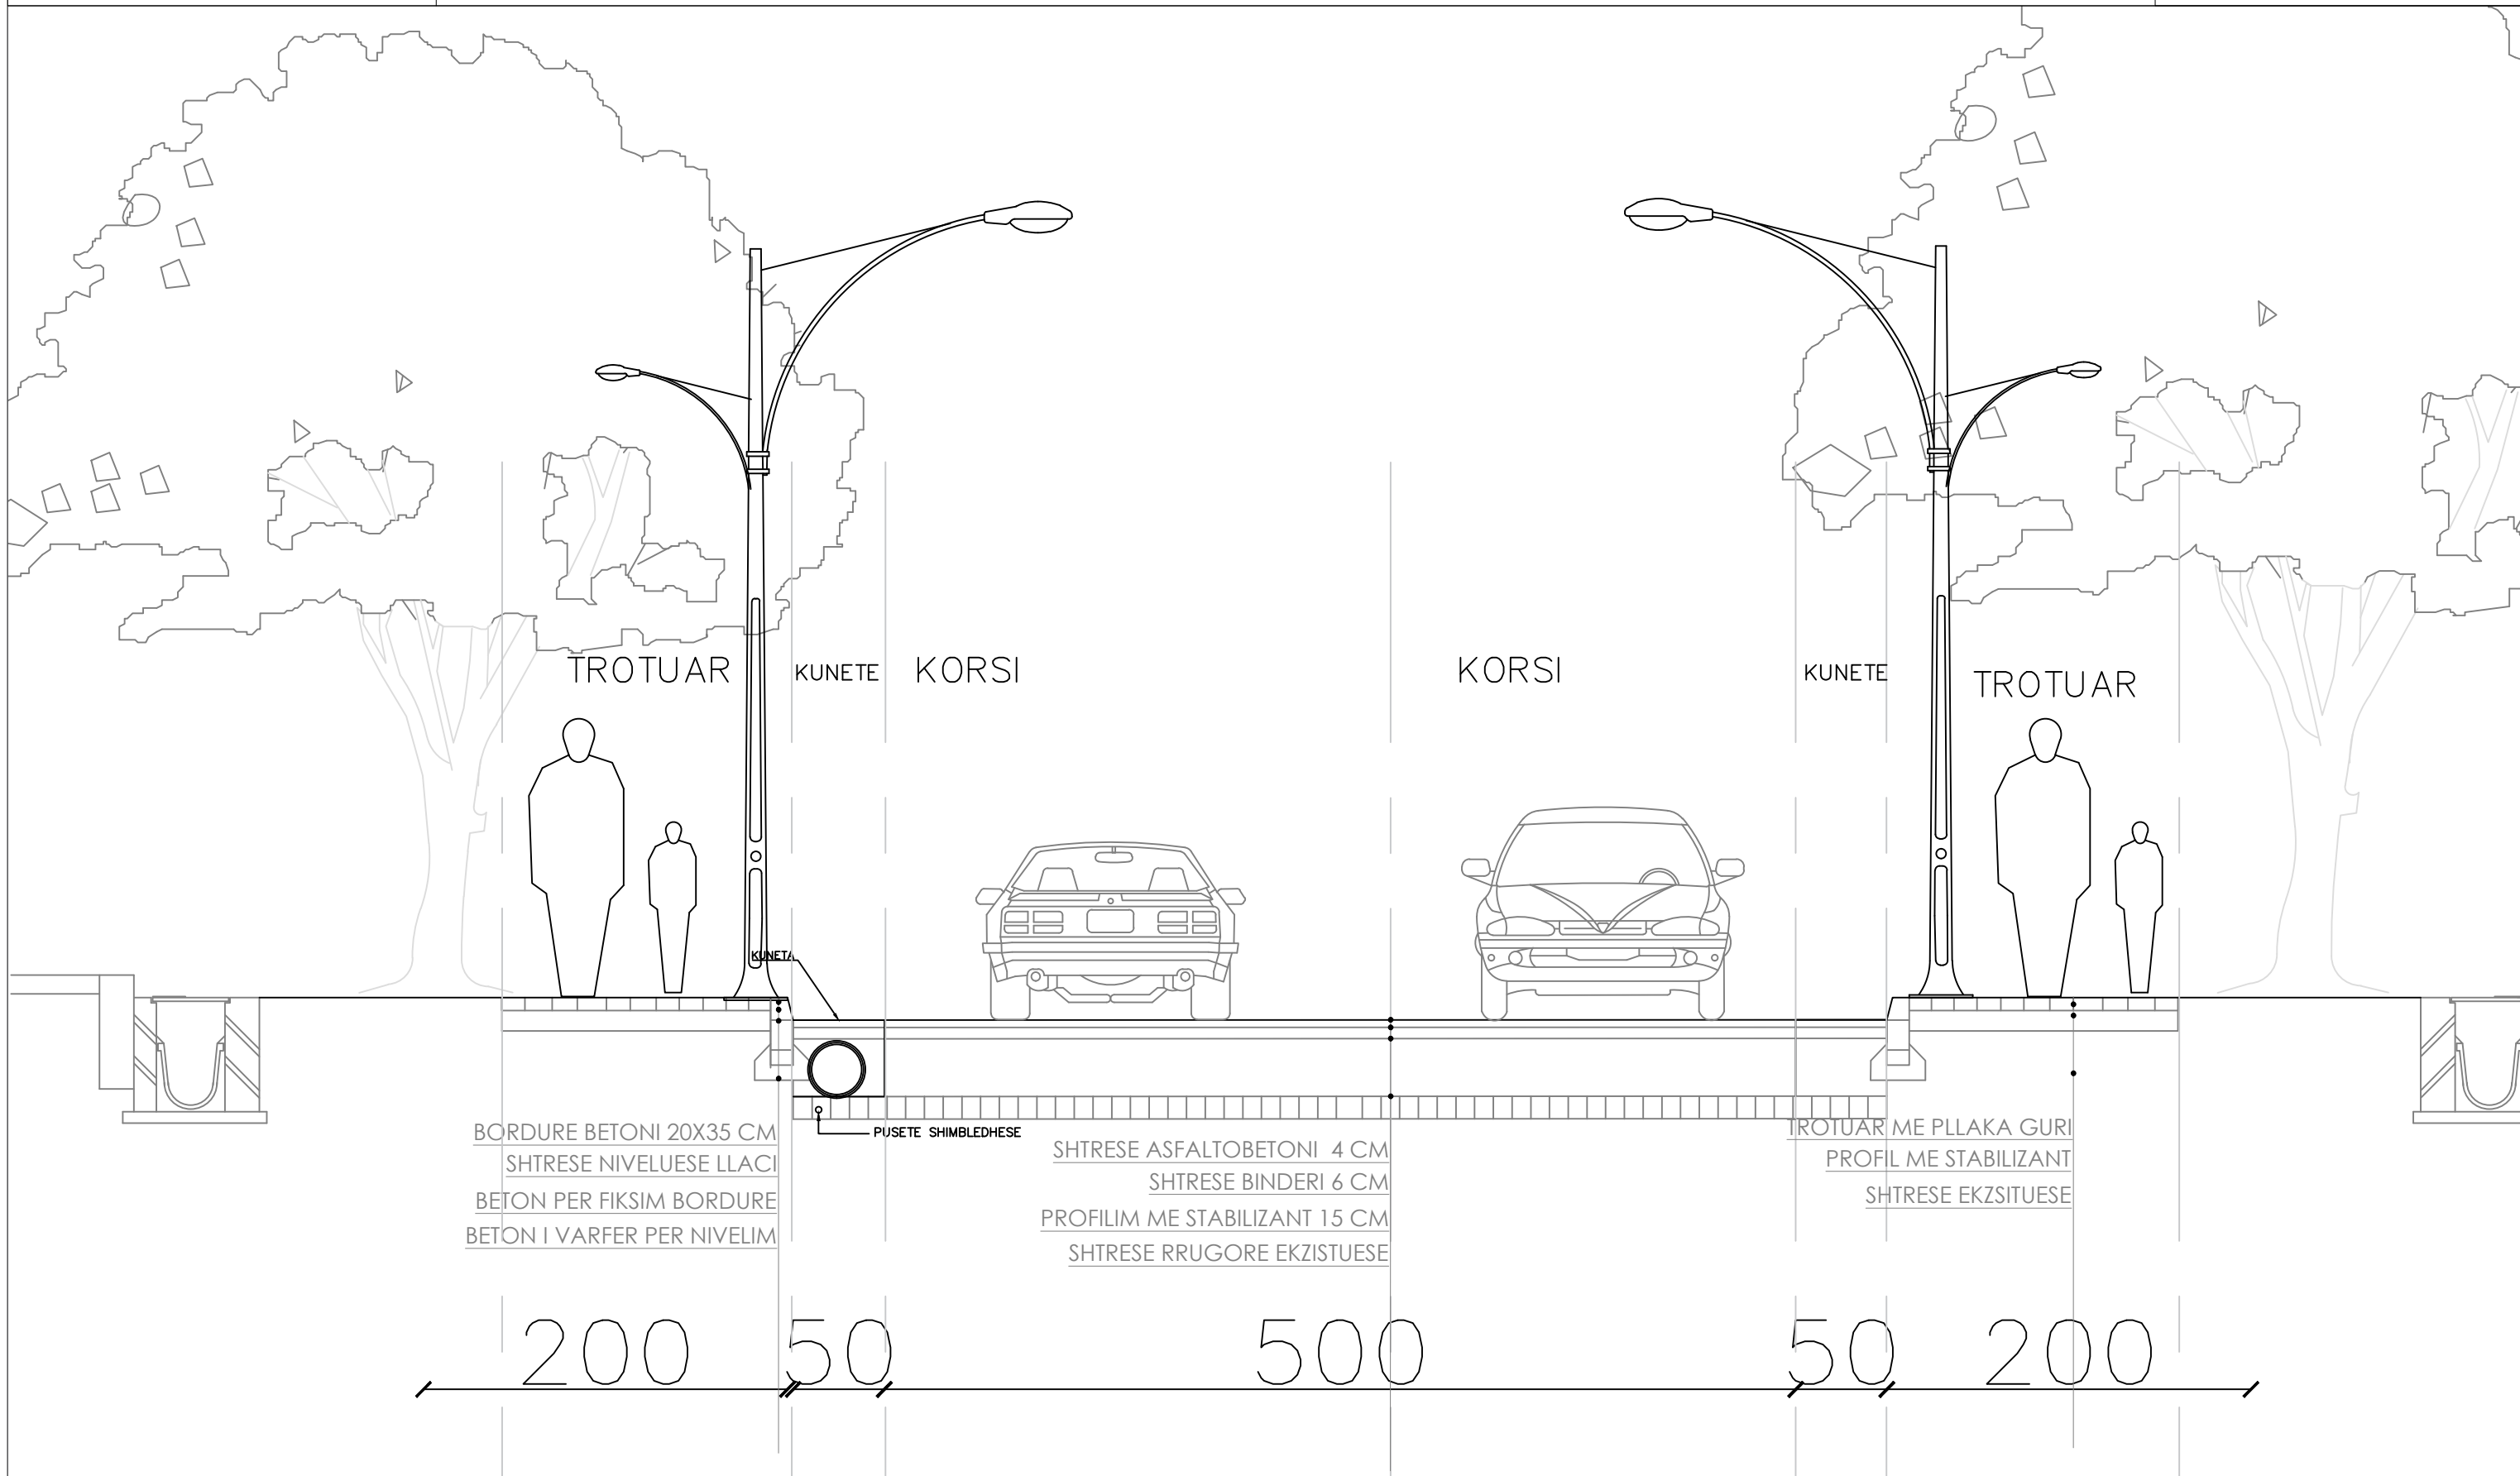 TROTUAR
KUNETE
KORSI
KORSI
KUNETE
TROTUAR
KUNETA
BORDURE BETONI 20X35 CM
SHTRESE NIVELUESE LLACI
BETON PER FIKSIM BORDURE
BETON I VARFER PER NIVELIM
PUSETE SHIMBLEDHESE
SHTRESE ASFALTOBETONI 4 CM
SHTRESE BINDERI 6 CM
PROFILIM ME STABILIZANT 15 CM
SHTRESE RRUGORE EKZISTUESE
TROTUAR ME PLLAKA GURI
PROFIL ME STABILIZANT
SHTRESE EKZSITUESE
200
50
500
50
200